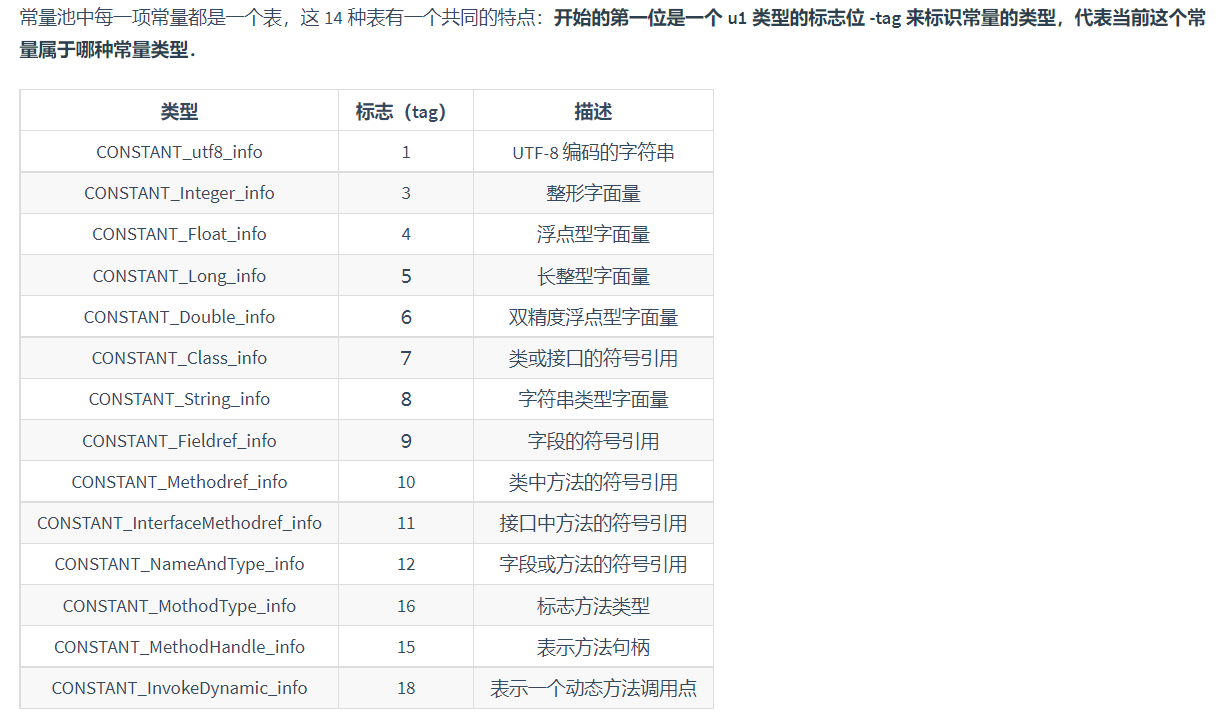 常量池中每一项常量都是一个表，这 14 种表有一个共同的特点：开始的第一位是一个 u1 类型的标志位 -tag 来标识常量的类型，代表当前这个常
量属于哪种常量类型．
类型 标志（tag） 描述
CONSTANT_utf8_info 1 UTF-8 编码的字符串
CONSTANT_Integer_info 3 整形字面量
CONSTANT_Float_info 4 浮点型字面量
CONSTANT_Long_info 5 长整型字面量
CONSTANT_Double_info 6 双精度浮点型字面量
CONSTANT_Class_info 7 类或接口的符号引用
CONSTANT_String_info 8 字符串类型字面量
CONSTANT_Fieldref_info 9 字段的符号引用
CONSTANT_Methodref_info 10 类中方法的符号引用
CONSTANT_InterfaceMethodref_info 11 接口中方法的符号引用
CONSTANT_NameAndType_info 12 字段或方法的符号引用
CONSTANT_MothodType_info 16 标志方法类型
CONSTANT_MethodHandle_info 15 表示方法句柄
CONSTANT_InvokeDynamic_info 18 表示一个动态方法调用点